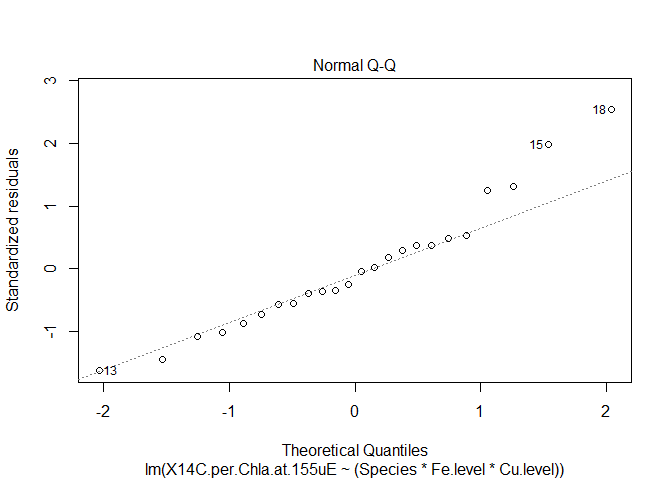 Normal Q-Q
Standardized residuals
3
2
1
0
-1
18
15
13
-2 -1 0 1 2
Theoretical Quantiles
lm(X14C.per.Chla.at.155uE ~ (Species * Fe.level * Cu.level))